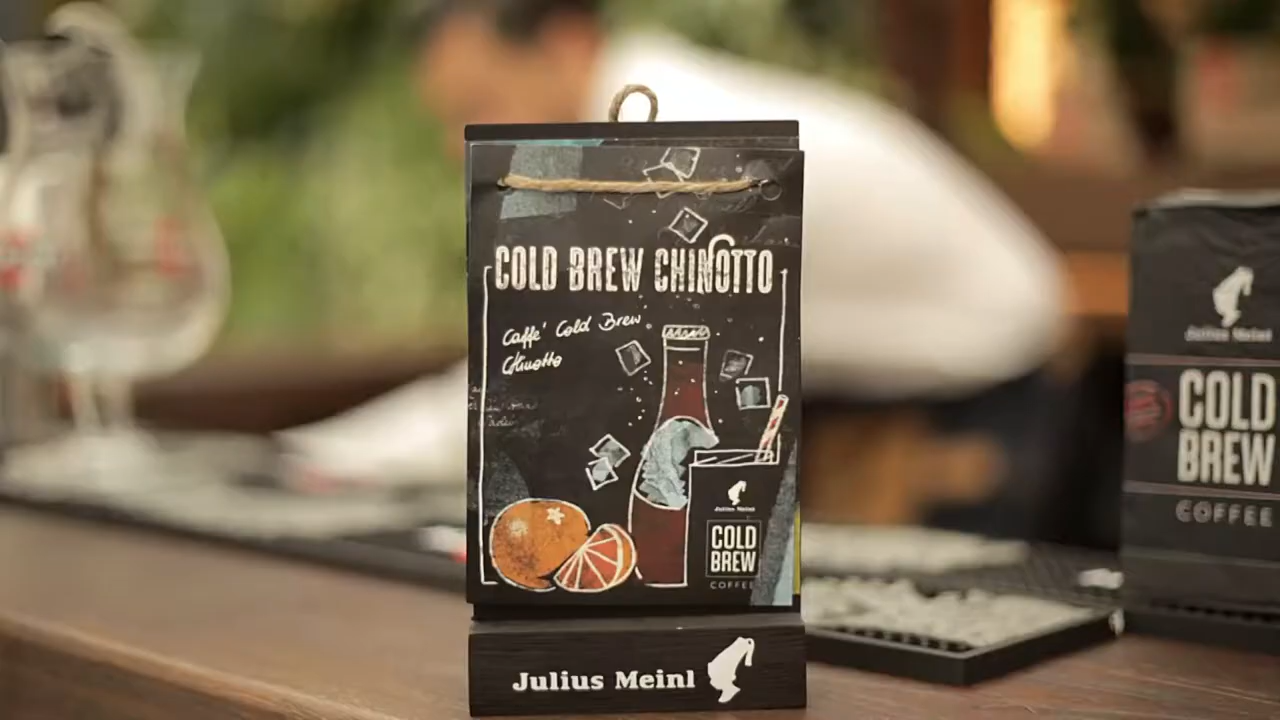 COLD BREW CHINOTTO
Caffe' Cold Brew
Chinotto
Julius Meinl
COLD
BREW
COFFEE
Julius Meinl
Julius Meinl
COLD
BREW
COFFEE